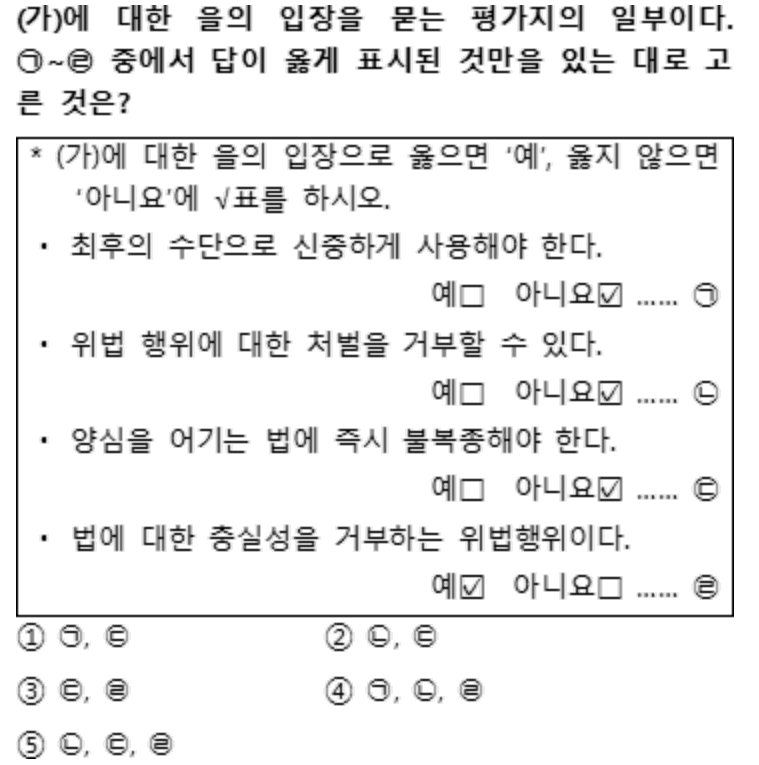 (가)에 대한 을의 입장을 묻는 평가지의 일부이다.
㉠~㉣ 중에서 답이 옳게 표시된 것만을 있는 대로 고
른 것은?
* (가)에 대한 을의 입장으로 옳으면 ‘예’, 옳지 않으면
‘아니요’에 √표를 하시오.
· 최후의 수단으로 신중하게 사용해야 한다.
예□ 아니요☑ …… ㉠
· 위법 행위에 대한 처벌을 거부할 수 있다.
예□ 아니요☑ …… ㉡
· 양심을 어기는 법에 즉시 불복종해야 한다.
예□ 아니요☑ …… ㉢
· 법에 대한 충실성을 거부하는 위법행위이다.
예☑ 아니요□ …… ㉣
① ㉠, ㉢ ② ㉡, ㉢
③ ㉢, ㉣ ④ ㉠, ㉡, ㉣
⑤ ㉡, ㉢, ㉣